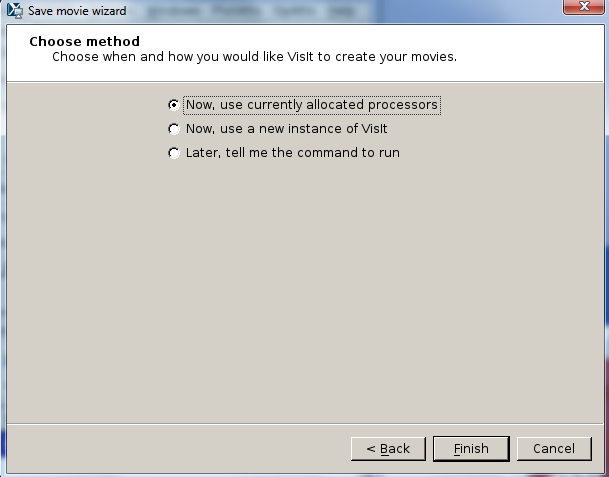 Save movie wizard
Choose method
Choose when and how you would like VisIt to create your movies.
Now, use currently allocated processors
Now, use a new instance of VisIt
Later, tell me the command to run
< Back
Finish
Cancel